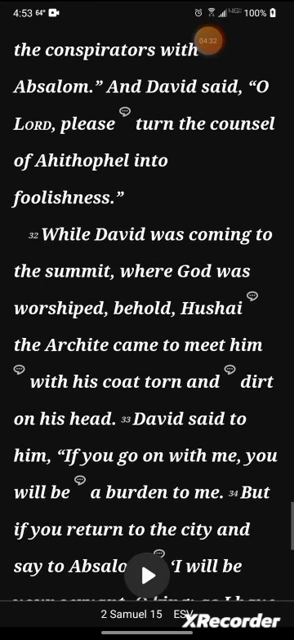 4:53 64° 100%
04:32
the conspirators with
Absalom.” And David said, “O
LORD, please turn the counsel
of Ahithophel into
foolishness.”
32 While David was coming to
the summit, where God was
worshiped, behold, Hushai
the Archite came to meet him
with his coat torn and dirt
on his head. 33 David said to
him, “If you go on with me, you
will be a burden to me. 34 But
if you return to the city and
say to Absalo ‘I will be
2 Samuel 15 ESV
XRecorder